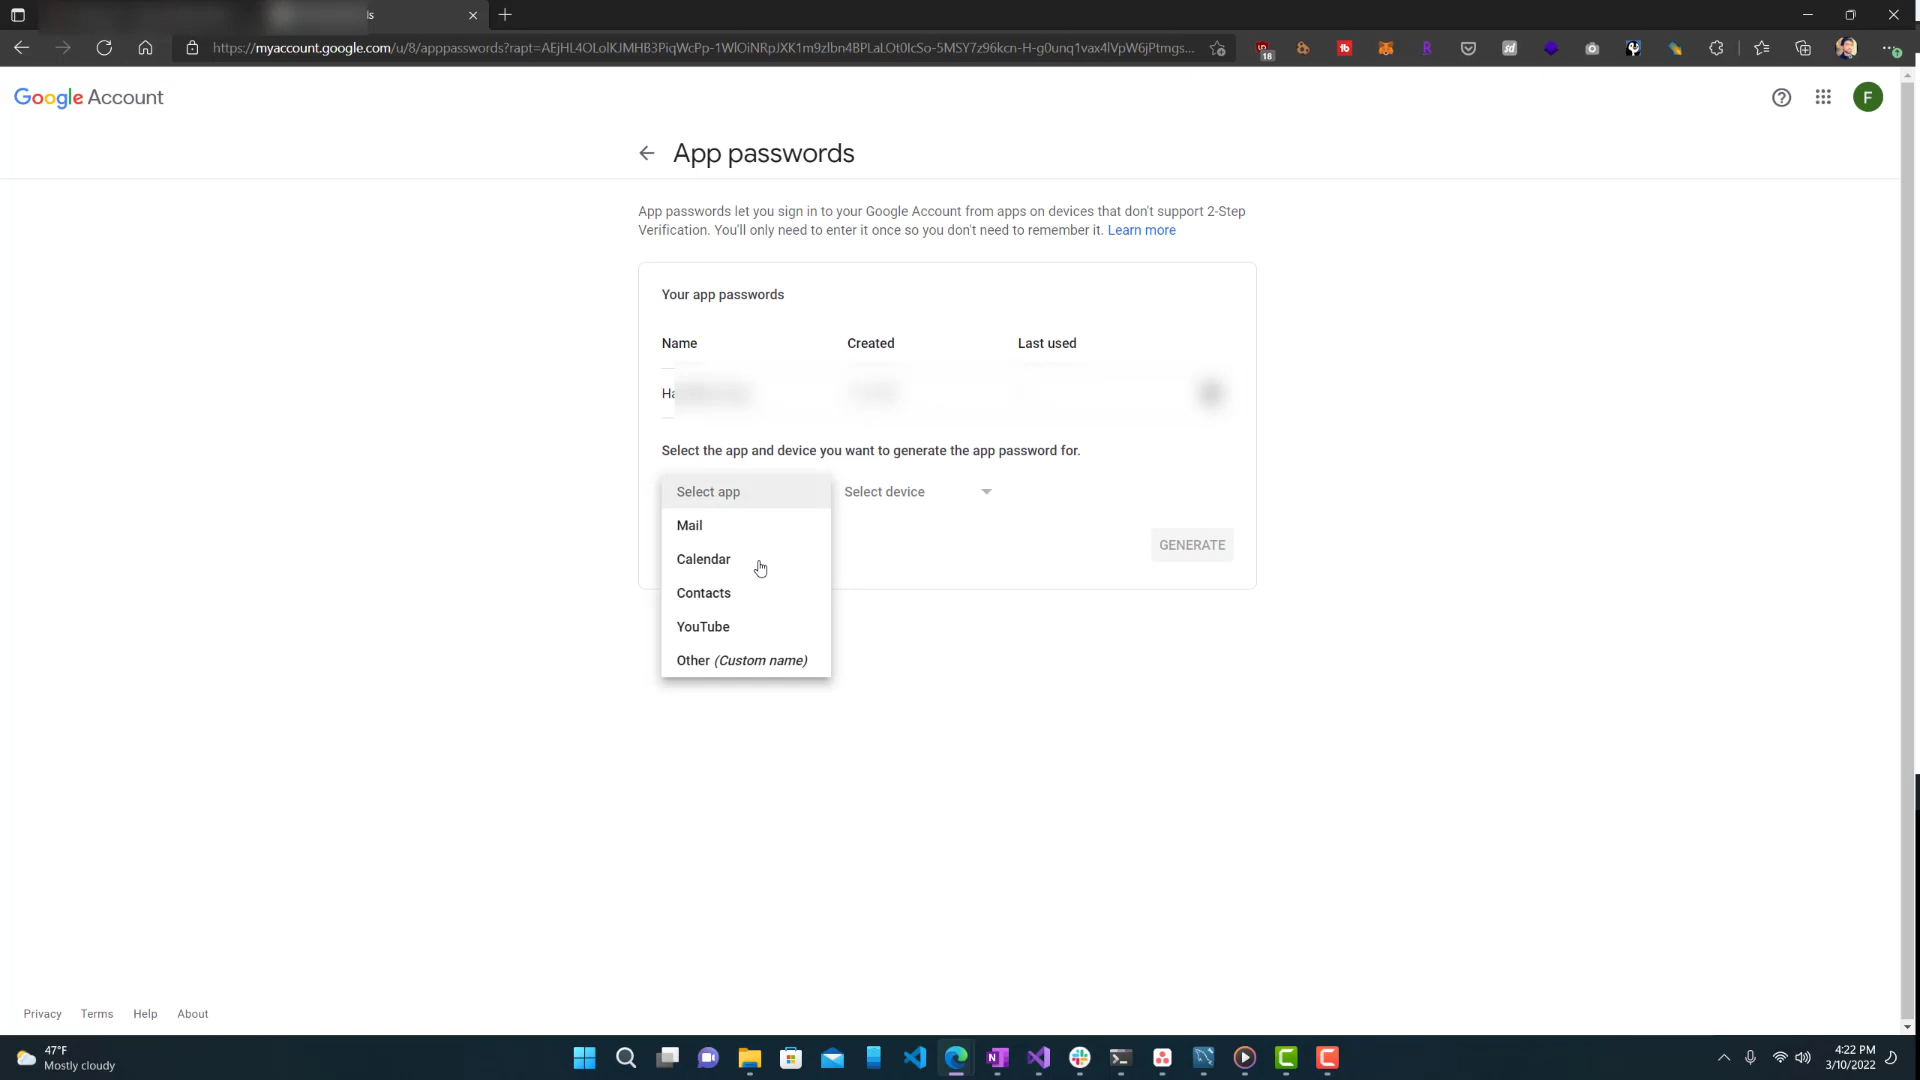 https://myaccount.google.com/u/8/apppasswords?rapt=AEjHL4OLolKJMHB3PiqWcPp-1WlOiNRpJXK1m9zlbn4BPLaLOt0lcSo-5MSY7z96kcn-H-g0unq1vax4lVpW6jPtmgs...
18
Google Account
F
App passwords
App passwords let you sign in to your Google Account from apps on devices that don't support 2-Step
Verification. You'll only need to enter it once so you don't need to remember it. Learn more
Your app passwords
Name Created Last used
Select the app and device you want to generate the app password for.
Select app Select device
Mail
GENERATE
Calendar
Contacts
YouTube
Other (Custom name)
Privacy Terms Help About
47°F
Mostly cloudy
4:22 PM
3/10/2022